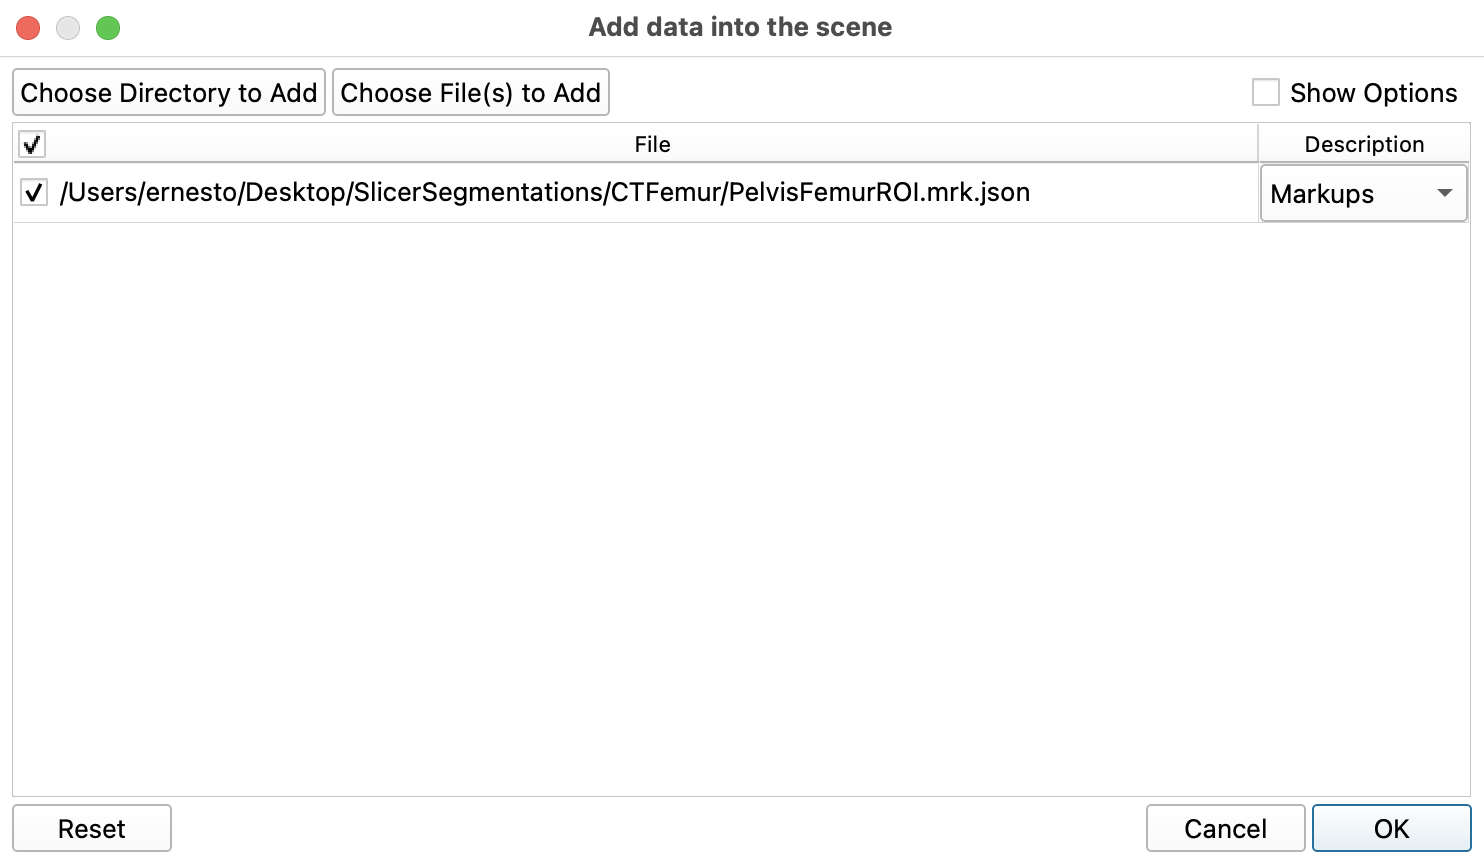 Add data into the scene
Choose Directory to Add Choose File(s) to Add Show Options
File Description
/Users/ernesto/Desktop/SlicerSegmentations/CTFemur/PelvisFemurROI.mrk.json Markups
Reset Cancel OK